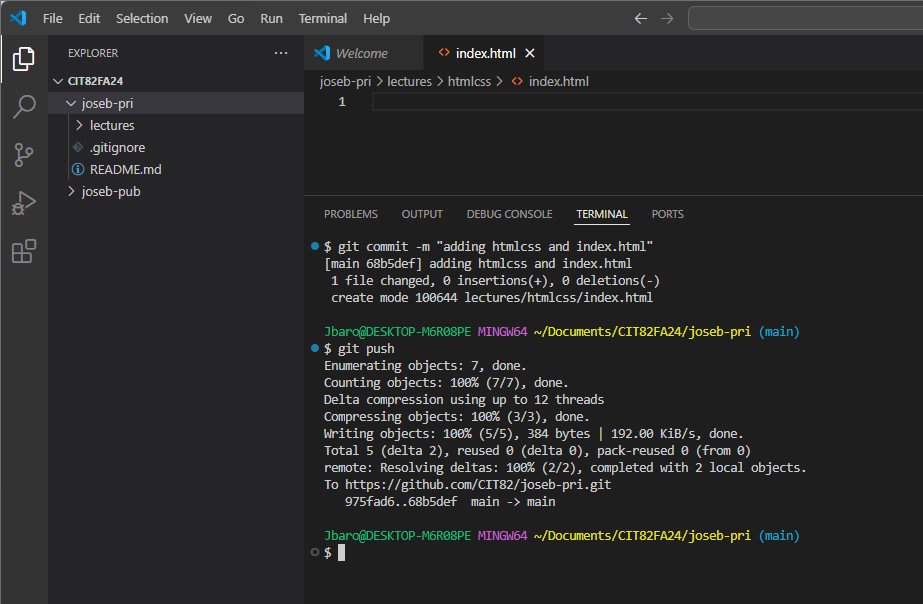 File Edit Selection View Go Run Terminal Help
EXPLORER
CIT82FA24
joseb-pri
lectures
.gitignore
README.md
joseb-pub
Welcome index.html
joseb-pri > lectures > htmlcss > index.html
1
PROBLEMS OUTPUT DEBUG CONSOLE TERMINAL PORTS
$ git commit -m "adding htmlcss and index.html"
[main 68b5def] adding htmlcss and index.html
1 file changed, 0 insertions(+), 0 deletions(-)
create mode 100644 lectures/htmlcss/index.html
Jbaro@DESKTOP-M6R08PE MINGW64 ~/Documents/CIT82FA24/joseb-pri (main)
$ git push
Enumerating objects: 7, done.
Counting objects: 100% (7/7), done.
Delta compression using up to 12 threads
Compressing objects: 100% (3/3), done.
Writing objects: 100% (5/5), 384 bytes | 192.00 KiB/s, done.
Total 5 (delta 2), reused 0 (delta 0), pack-reused 0 (from 0)
remote: Resolving deltas: 100% (2/2), completed with 2 local objects.
To https://github.com/CIT82/joseb-pri.git
975fad6..68b5def main -> main
Jbaro@DESKTOP-M6R08PE MINGW64 ~/Documents/CIT82FA24/joseb-pri (main)
$